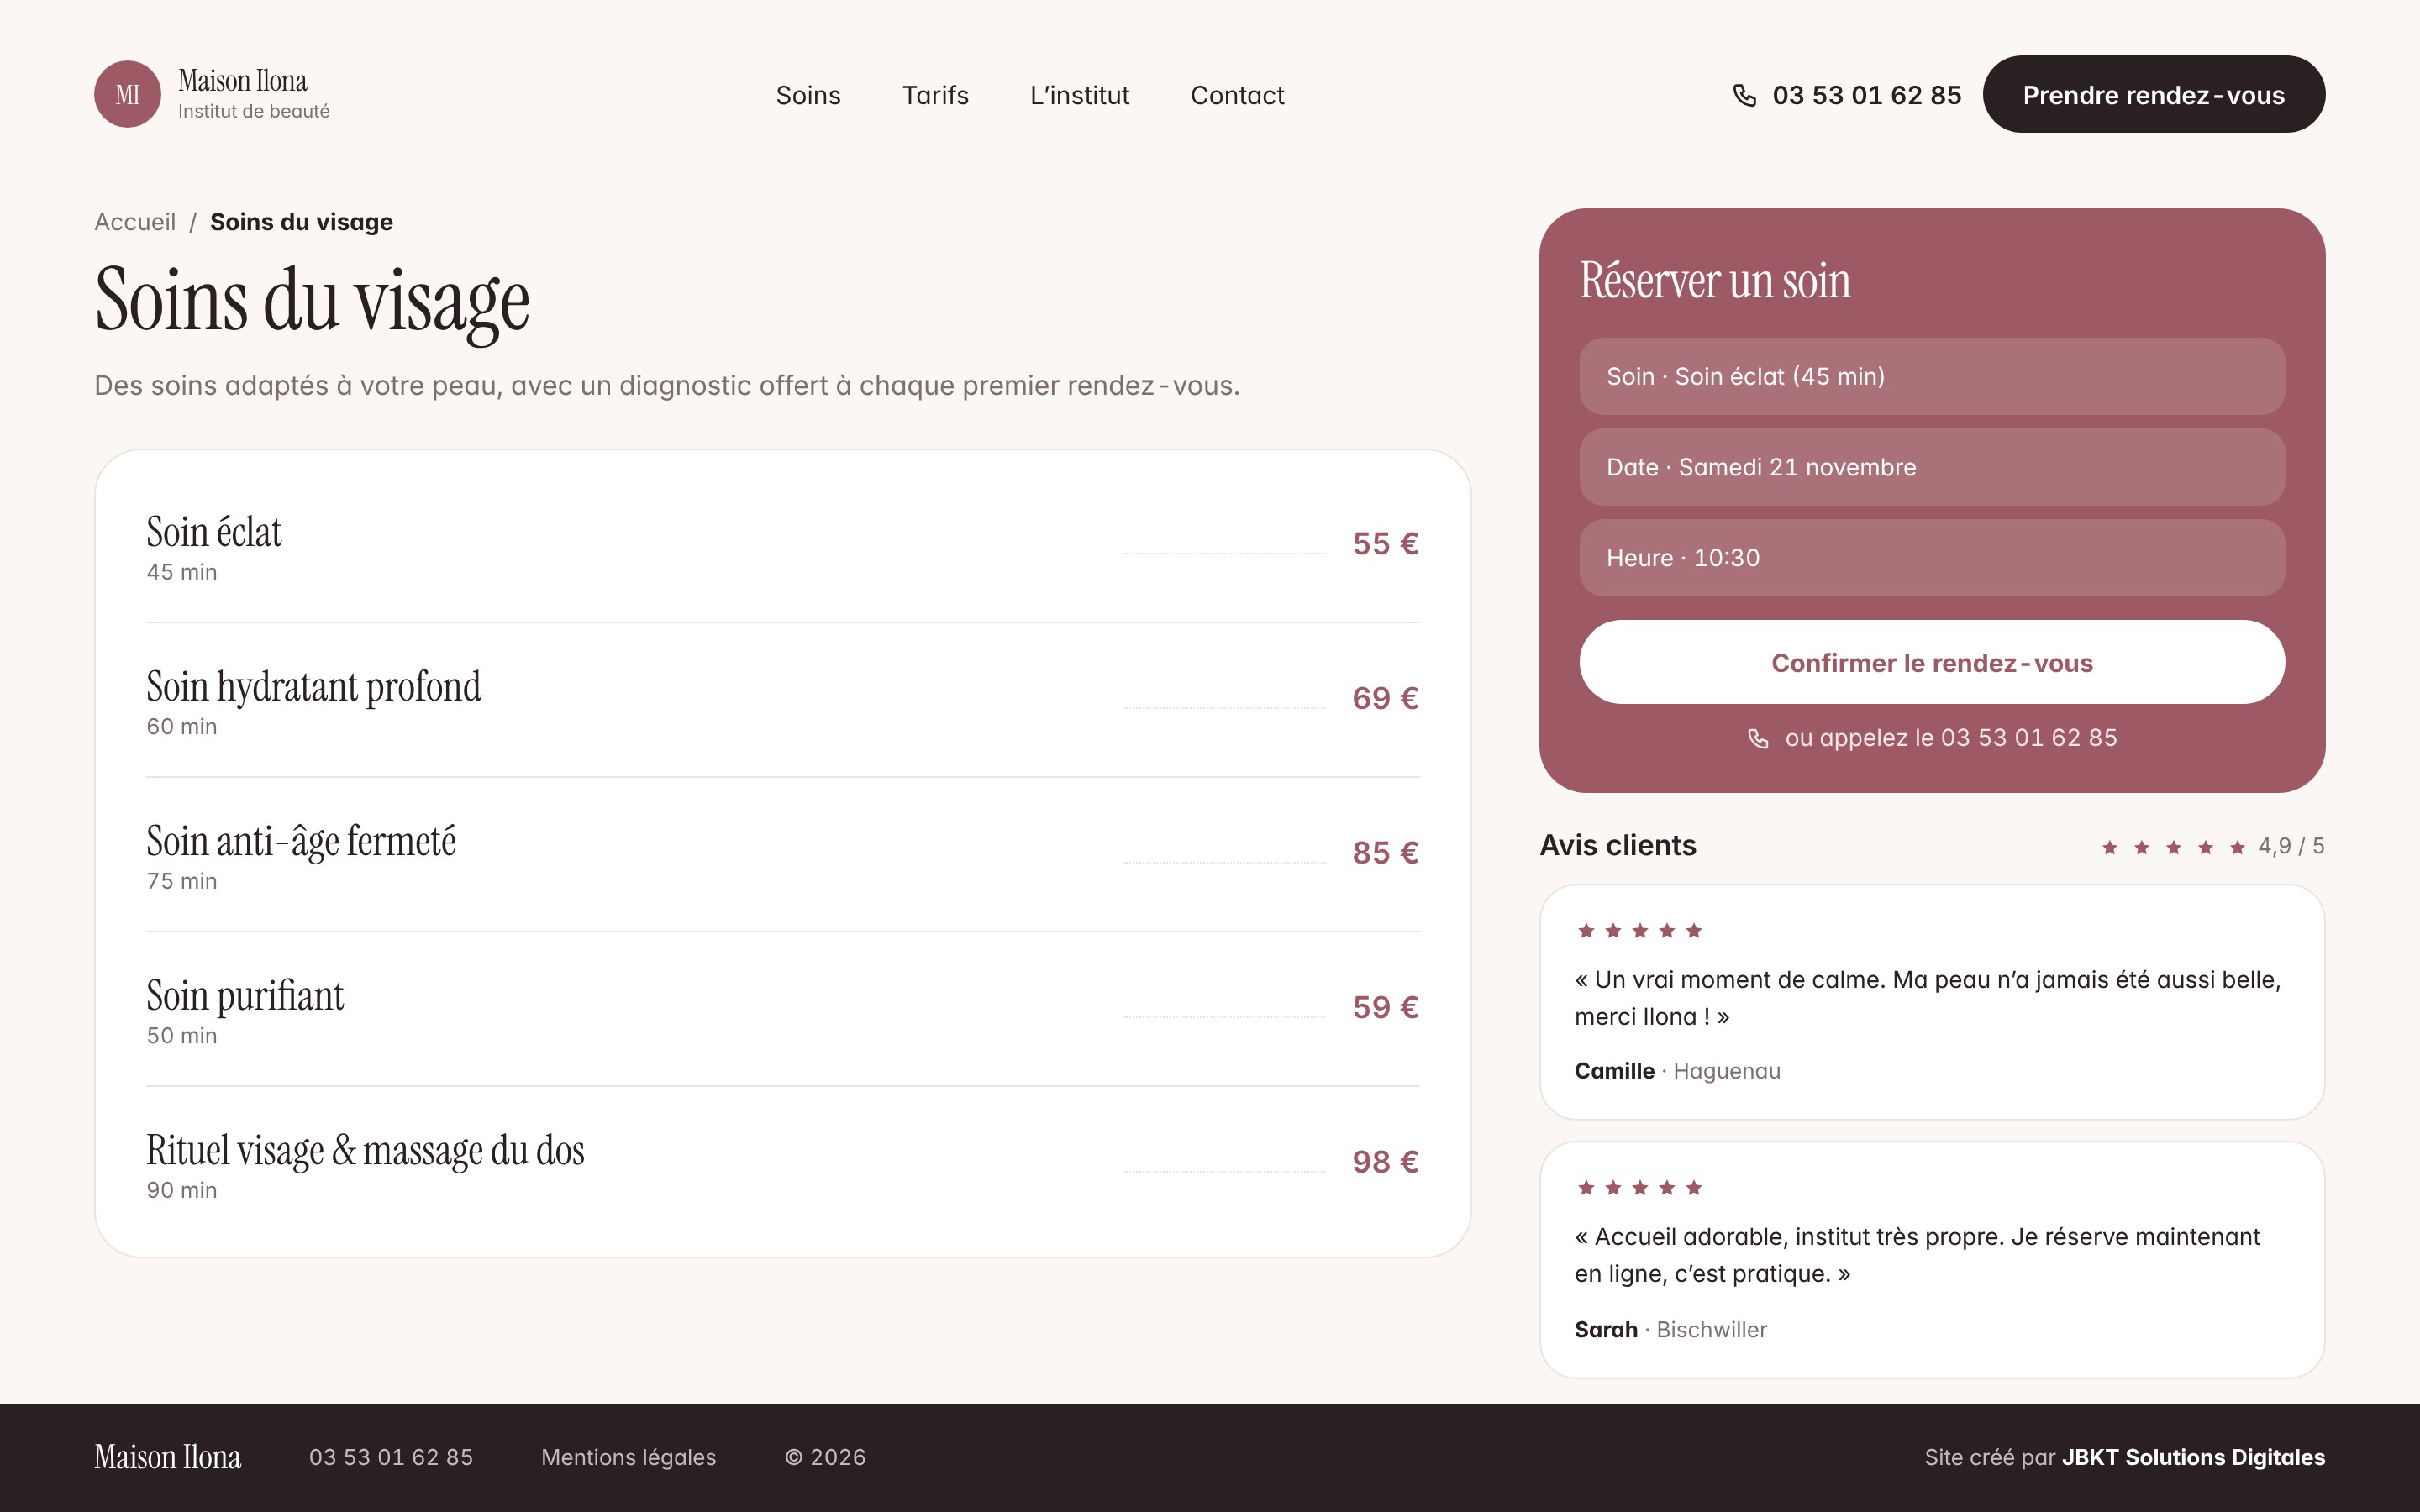 MI
Maison Ilona
Institut de beauté
Soins
Tarifs
L’institut
Contact
03 53 01 62 85
Prendre rendez-vous
Accueil / Soins du visage
Soins du visage
Des soins adaptés à votre peau, avec un diagnostic offert à chaque premier rendez-vous.
Soin éclat
45 min
55 €
Soin hydratant profond
60 min
69 €
Soin anti-âge fermeté
75 min
85 €
Soin purifiant
50 min
59 €
Rituel visage & massage du dos
90 min
98 €
Réserver un soin
Soin · Soin éclat (45 min)
Date · Samedi 21 novembre
Heure · 10:30
Confirmer le rendez-vous
ou appelez le 03 53 01 62 85
Avis clients
★ ★ ★ ★ ★ 4,9 / 5
★ ★ ★ ★ ★
« Un vrai moment de calme. Ma peau n’a jamais été aussi belle,
merci Ilona ! »
Camille · Haguenau
★ ★ ★ ★ ★
« Accueil adorable, institut très propre. Je réserve maintenant
en ligne, c’est pratique. »
Sarah · Bischwiller
Maison Ilona
03 53 01 62 85
Mentions légales
© 2026
Site créé par JBKT Solutions Digitales